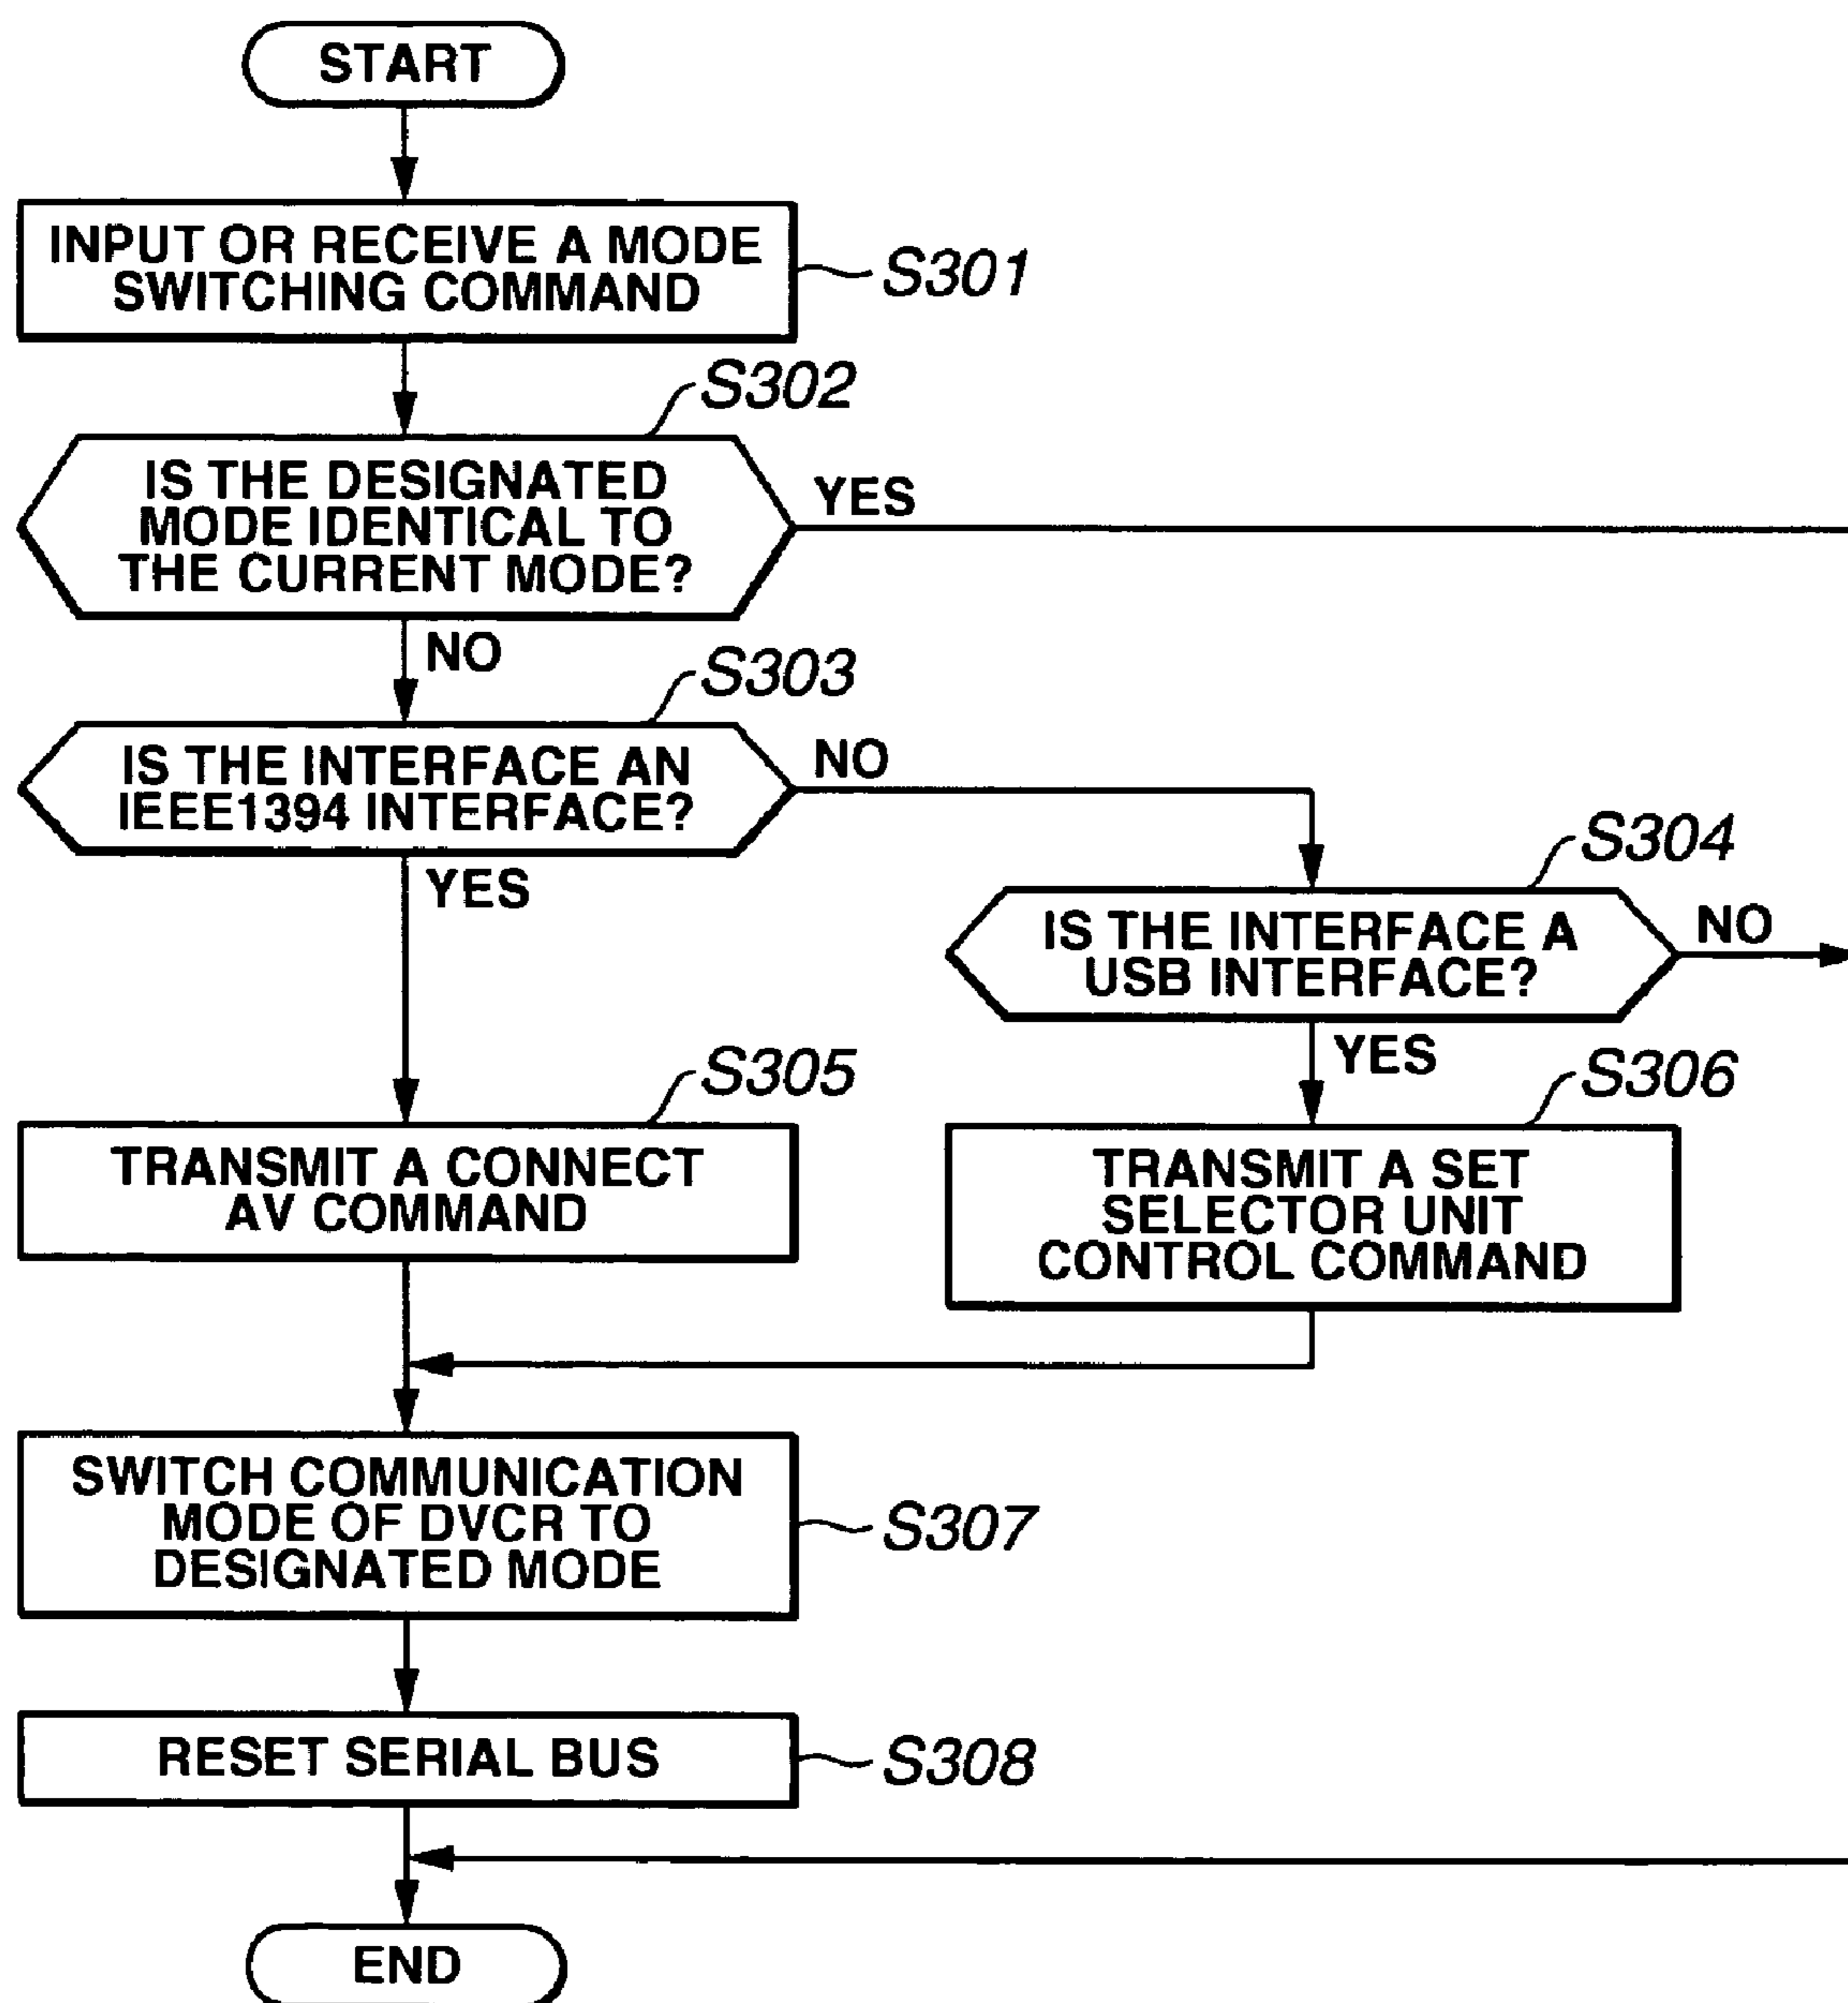 START
INPUT OR RECEIVE A MODE
SWITCHING COMMAND
S301
S302
IS THE DESIGNATED
MODE IDENTICAL TO
THE CURRENT MODE?
YES
NO
S303
IS THE INTERFACE AN
IEEE1394 INTERFACE?
NO
YES
S304
IS THE INTERFACE A
USB INTERFACE?
NO
YES
S305
TRANSMIT A CONNECT
AV COMMAND
S306
TRANSMIT A SET
SELECTOR UNIT
CONTROL COMMAND
SWITCH COMMUNICATION
MODE OF DVCR TO
DESIGNATED MODE
S307
RESET SERIAL BUS
S308
END